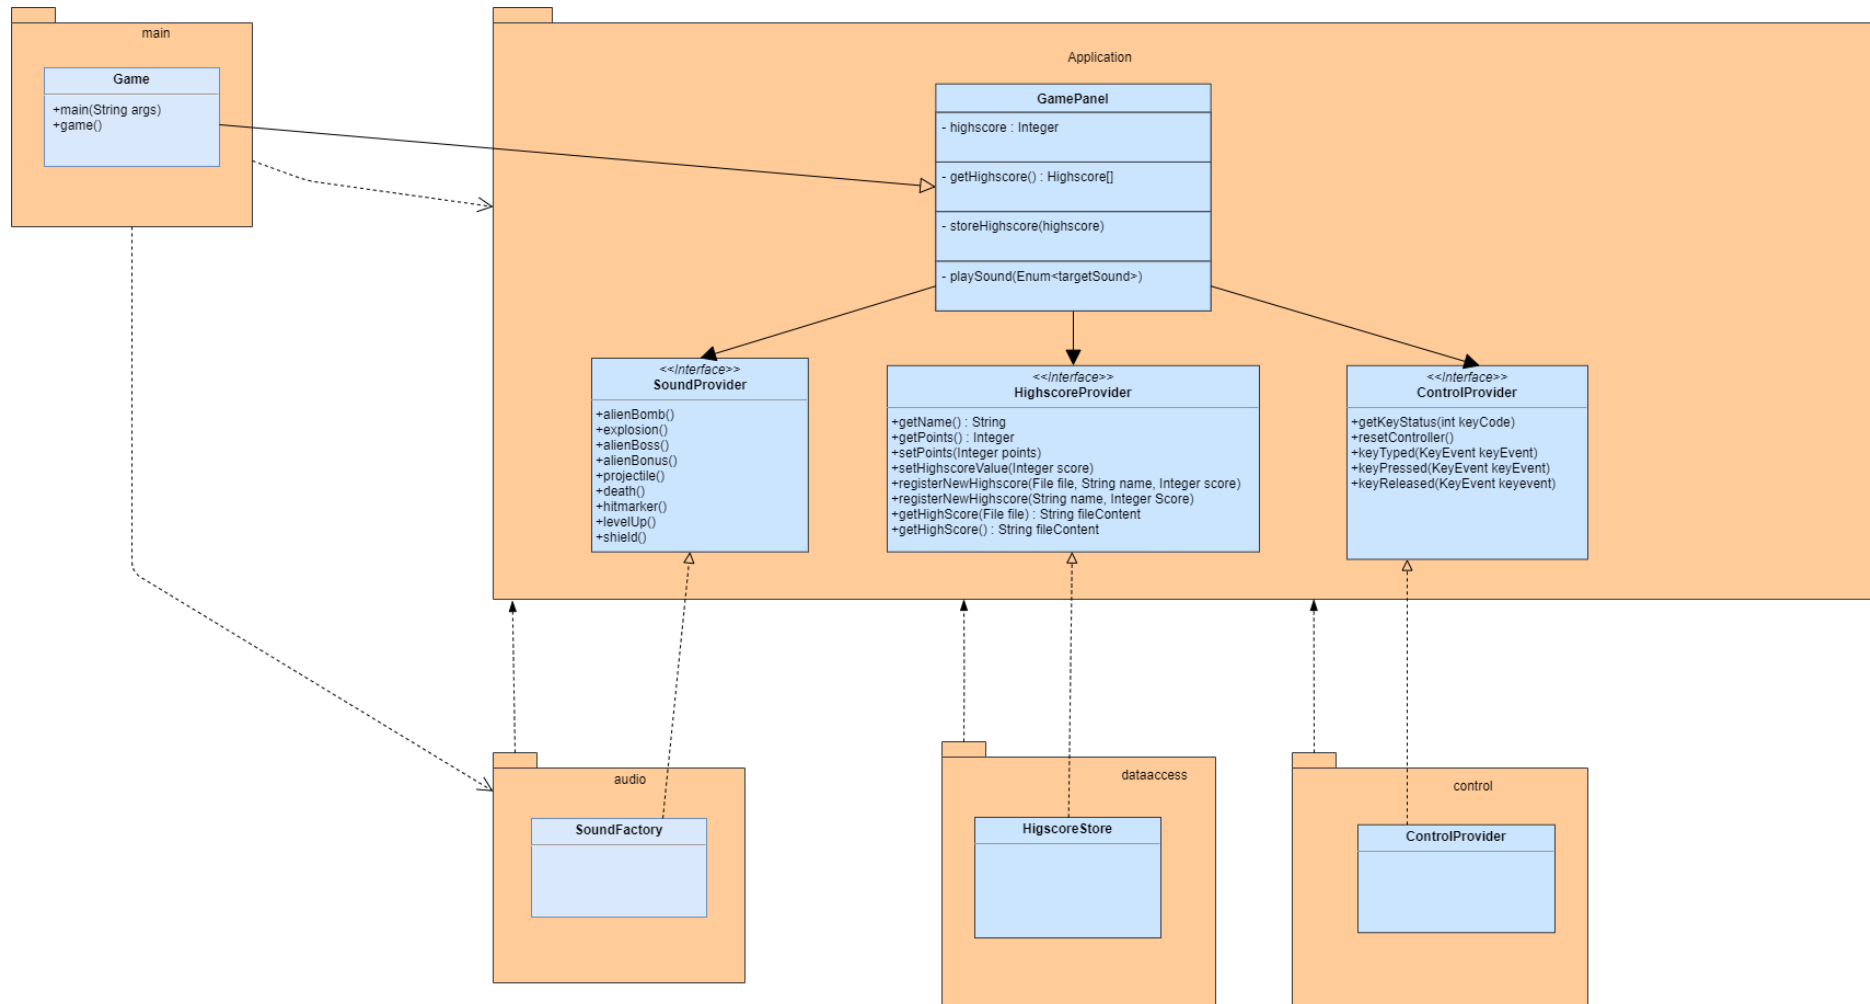 main
Game
+main(String args)
+game()
Application
GamePanel
- highscore : Integer
- getHighscore() : Highscore[]
- storeHighscore(highscore)
- playSound(Enum<targetSound>)
<<Interface>>
SoundProvider
+alienBomb()
+explosion()
+alienBoss()
+alienBonus()
+projectile()
+death()
+hitmarker()
+levelUp()
+shield()
<<Interface>>
HighscoreProvider
+getName() : String
+getPoints() : Integer
+setPoints(Integer points)
+setHighscoreValue(Integer score)
+registerNewHighscore(File file, String name, Integer score)
+registerNewHighscore(String name, Integer Score)
+getHighScore(File file) : String fileContent
+getHighScore() : String fileContent
<<Interface>>
ControlProvider
+getKeyStatus(int keyCode)
+resetController()
+keyTyped(KeyEvent keyEvent)
+keyPressed(KeyEvent keyEvent)
+keyReleased(KeyEvent keyevent)
audio
SoundFactory
dataaccess
HigscoreStore
control
ControlProvider